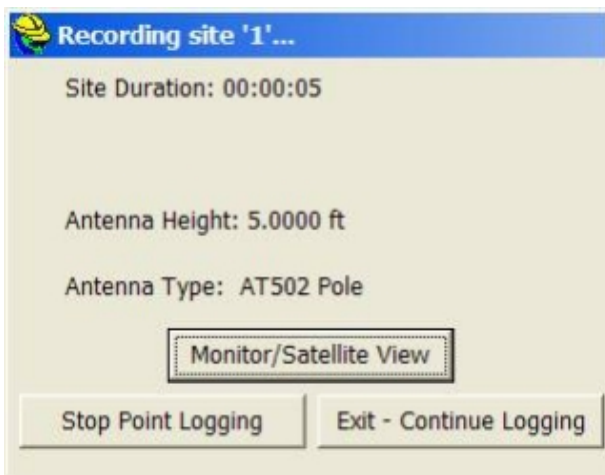 Recording site '1'...
Site Duration: 00:00:05
Antenna Height: 5.0000 ft
Antenna Type: AT502 Pole
Monitor/Satellite View
Stop Point Logging Exit - Continue Logging